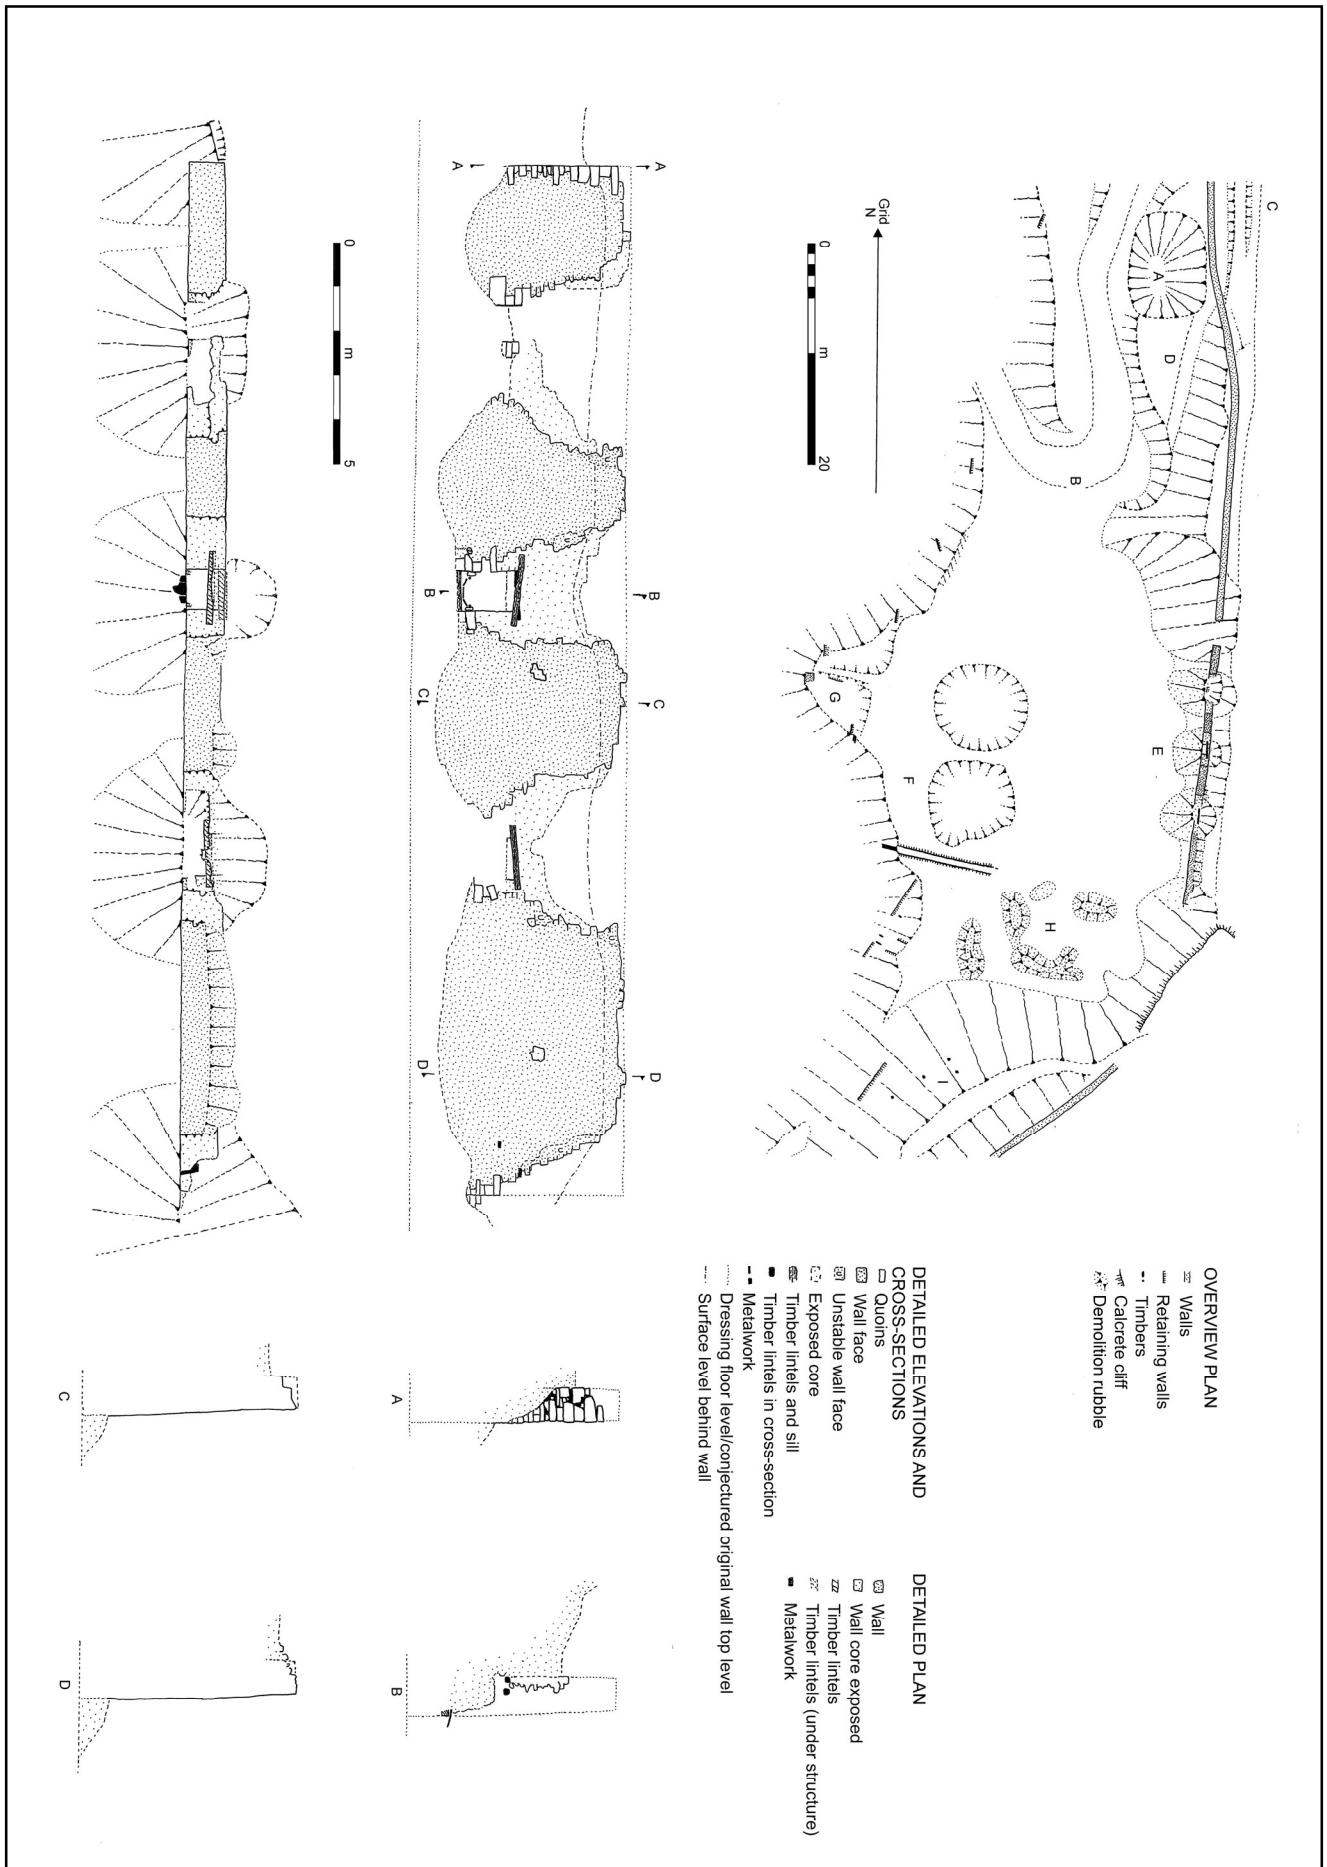 C
A
D
B
E
G
F
H
I
Grid
N
0 m 20
A A
B B
C C
D D
0 m 5
OVERVIEW PLAN
Walls
Retaining walls
Timbers
Calcrete cliff
Demolition rubble
DETAILED ELEVATIONS AND
CROSS-SECTIONS
Quoins
Wall face
Unstable wall face
Exposed core
Timber lintels and sill
Timber lintels in cross-section
Metalwork
Dressing floor level/conjectured original wall top level
Surface level behind wall
DETAILED PLAN
Wall
Wall core exposed
Timber lintels
Timber lintels (under structure)
Metalwork
A
B
C
D